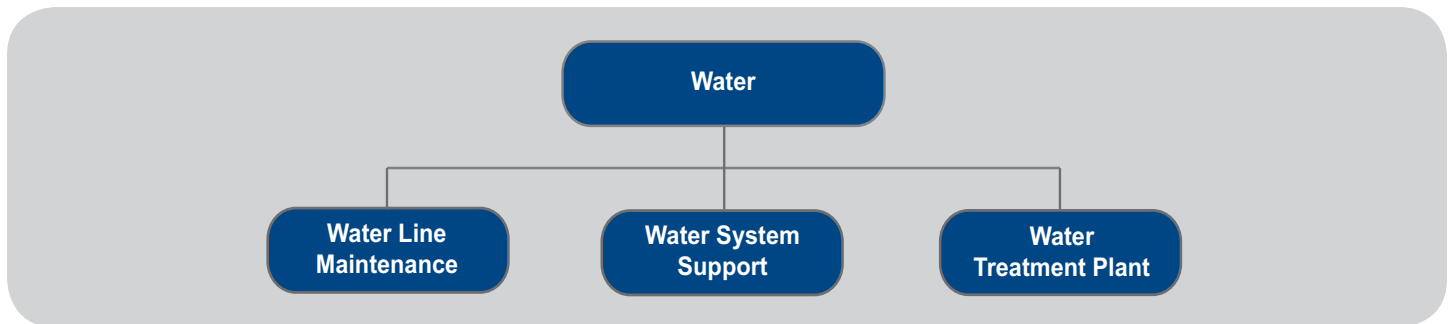 Water
Water Line
Maintenance
Water System
Support
Water
Treatment Plant